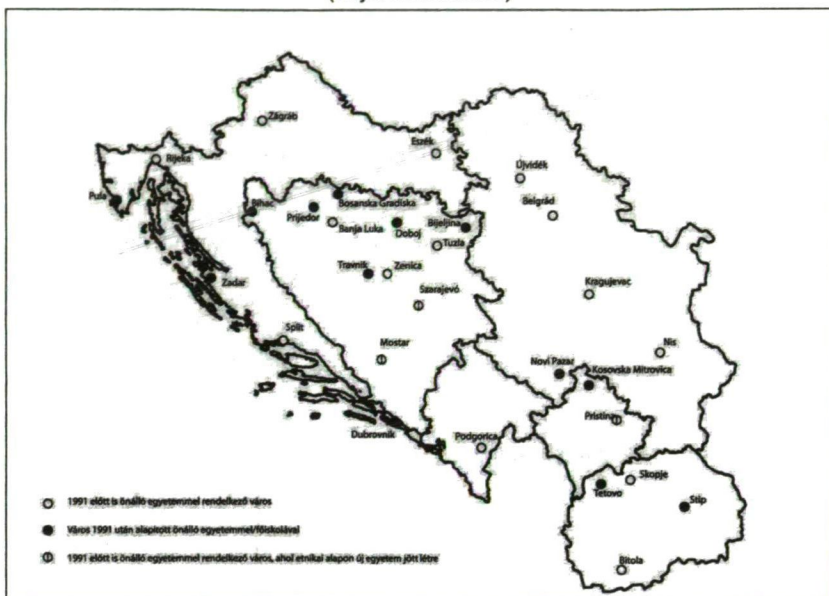 Zágráb
Eszék
Rijeka
Újvidék
Pula
Bosanska Gradiska
Belgrád
Bihac
Prijedor
Banja Luka
Doboj
Bijeljina
Tuzla
Travnik
Zenica
Zadar
Szarajevó
Kragujevac
Split
Mostar
Nis
Novi Pazar
Kosovska Mitrovica
Dubrovnik
Podgorica
Pristina
Skopje
Tetovo
Stip
Bitola
1991 előtt is önálló egyetemmel rendelkező város
Város 1991 után alapított önálló egyetemmel/főiskolával
1991 előtt is önálló egyetemmel rendelkező város, ahol etnikai alapon új egyetem jött létre